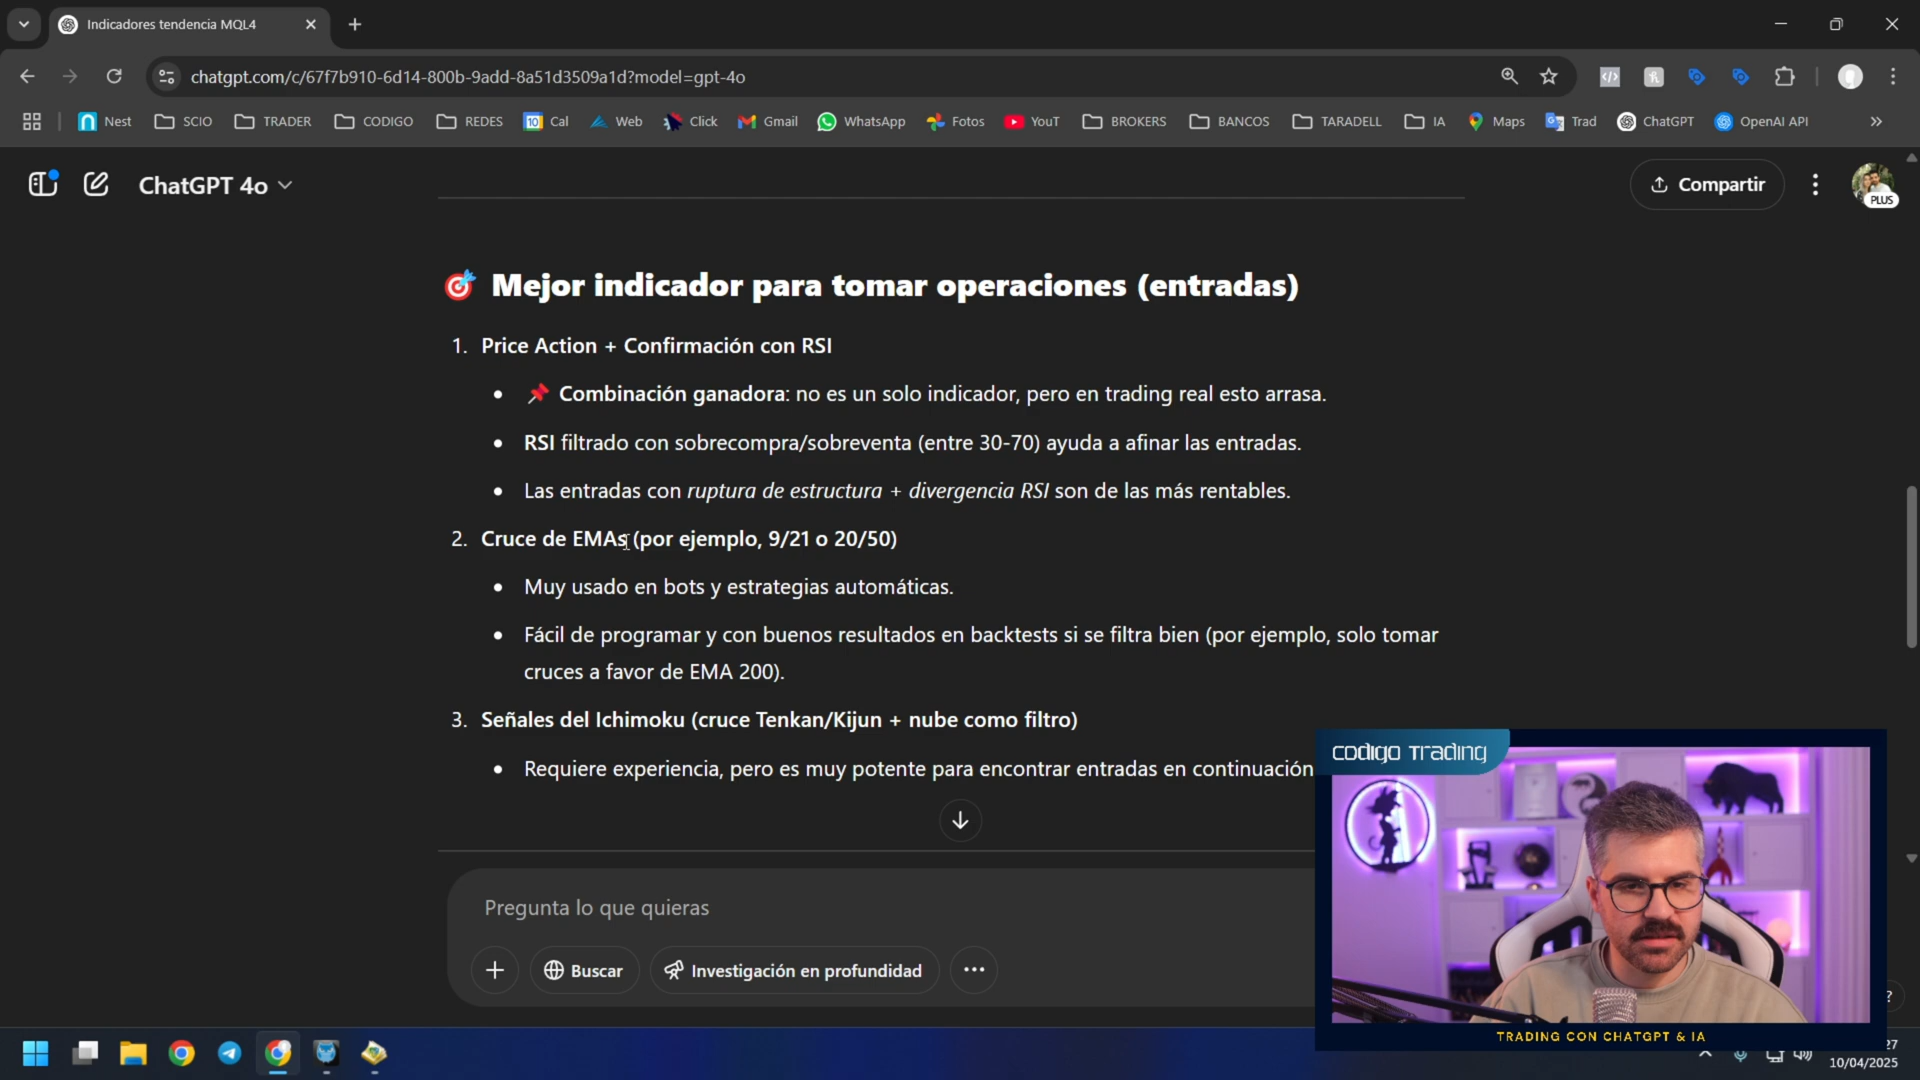 Indicadores tendencia MQL4
chatgpt.com/c/67f7b910-6d14-800b-9add-8a51d3509a1d?model=gpt-4o
Nest SCIO TRADER CODIGO REDES Cal Web Click Gmail WhatsApp Fotos YouT BROKERS BANCOS TARADELL IA Maps Trad ChatGPT OpenAI API
ChatGPT 4o
Compartir
PLUS
Mejor indicador para tomar operaciones (entradas)
1. Price Action + Confirmación con RSI
• Combinación ganadora: no es un solo indicador, pero en trading real esto arrasa.
• RSI filtrado con sobrecompra/sobreventa (entre 30-70) ayuda a afinar las entradas.
• Las entradas con ruptura de estructura + divergencia RSI son de las más rentables.
2. Cruce de EMAs (por ejemplo, 9/21 o 20/50)
• Muy usado en bots y estrategias automáticas.
• Fácil de programar y con buenos resultados en backtests si se filtra bien (por ejemplo, solo tomar
cruces a favor de EMA 200).
3. Señales del Ichimoku (cruce Tenkan/Kijun + nube como filtro)
• Requiere experiencia, pero es muy potente para encontrar entradas en continuación
Pregunta lo que quieras
Buscar
Investigación en profundidad
codigo Trading
TRADING CON CHATGPT & IA
27
10/04/2025